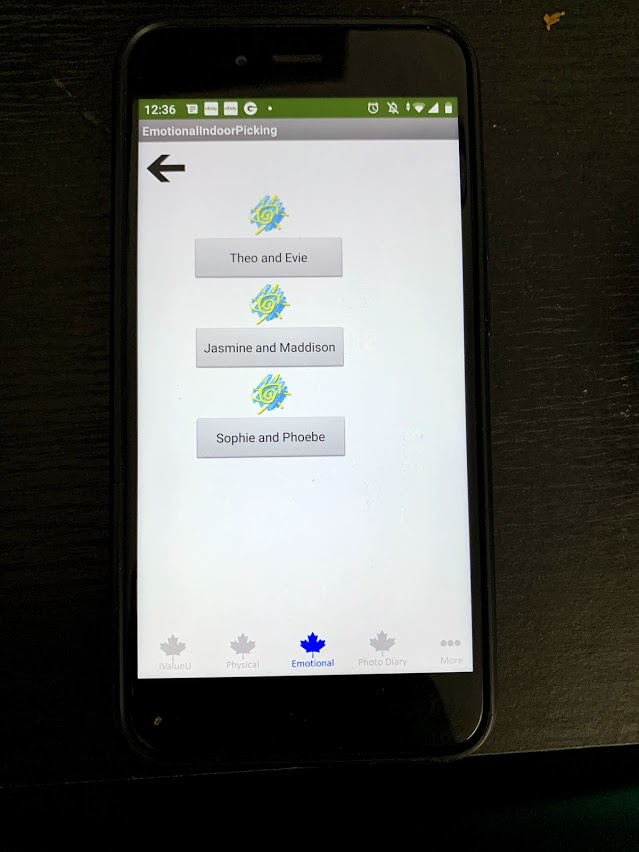 12:36
EmotionalIndoorPicking
Theo and Evie
Jasmine and Maddison
Sophie and Phoebe
IValueU
Physical
Emotional
Photo Diary
More